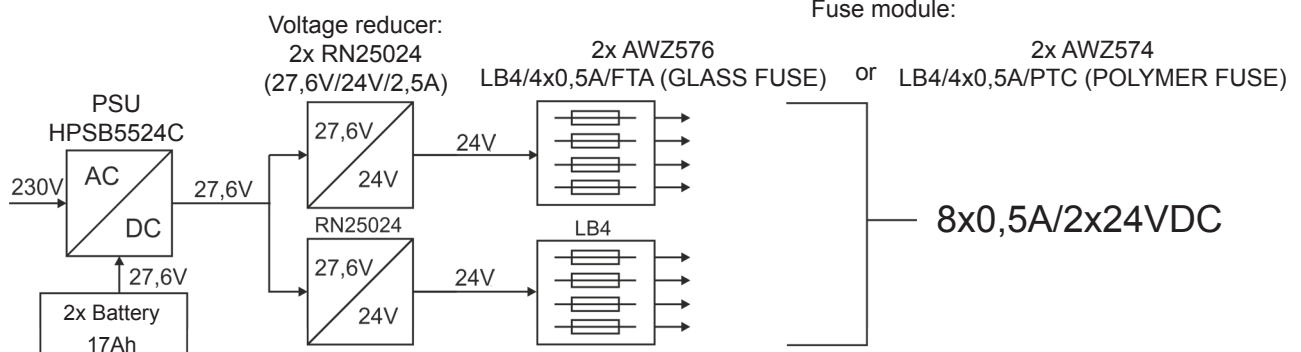 Fuse module:
Voltage reducer:
2x RN25024
(27,6V/24V/2,5A)
2x AWZ576
LB4/4x0,5A/FTA (GLASS FUSE)
or
2x AWZ574
LB4/4x0,5A/PTC (POLYMER FUSE)
PSU
HPSB5524C
230V
AC
DC
27,6V
27,6V
24V
24V
RN25024
27,6V
24V
24V
LB4
8x0,5A/2x24VDC
27,6V
2x Battery
17Ah